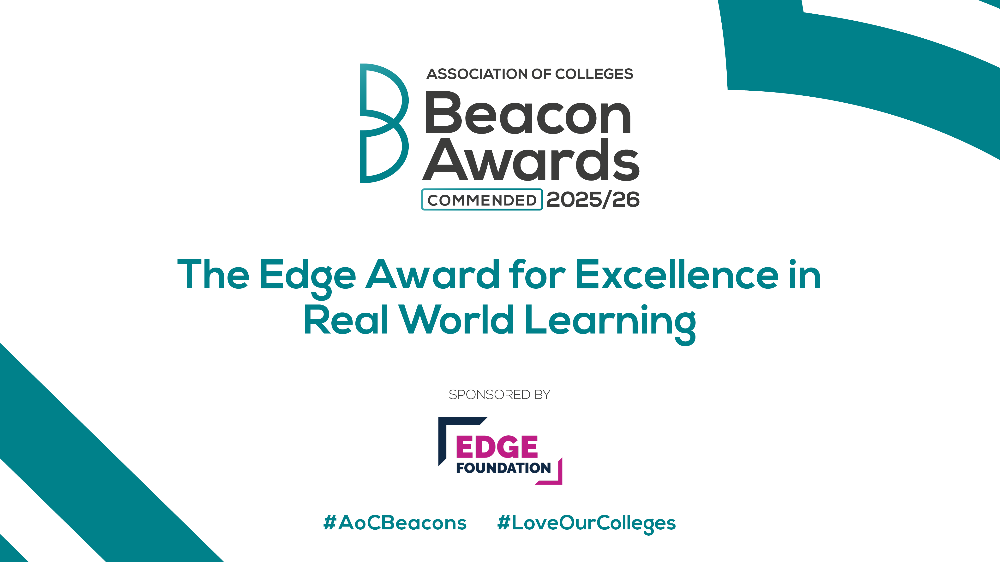 ASSOCIATION OF COLLEGES
Beacon
Awards
COMMENDED 2025/26
The Edge Award for Excellence in
Real World Learning
SPONSORED BY
EDGE
FOUNDATION
#AoCBeacons #LoveOurColleges